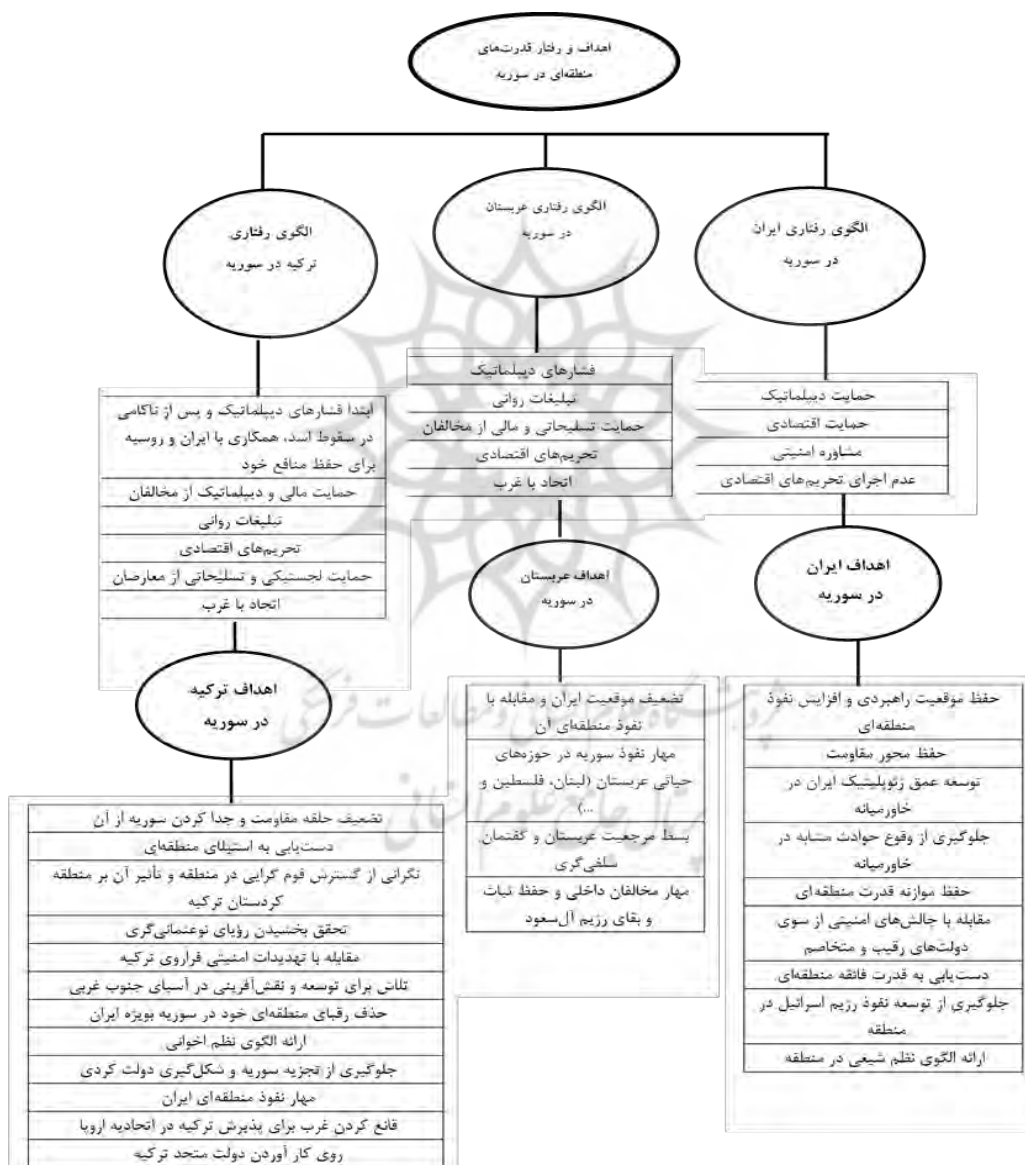 اهداف و رفتار قدرت‌های
منطقه‌ای در سوریه
الگوی رفتاری ایران
در سوریه
الگوی رفتاری عربستان
در سوریه
الگوی رفتاری
ترکیه در سوریه
حمایت دیپلماتیک
حمایت اقتصادی
مشاوره امنیتی
عدم اجرای تحریم‌های اقتصادی
فشارهای دیپلماتیک
تبلیغات روانی
حمایت تسلیحاتی و مالی از مخالفان
تحریم‌های اقتصادی
اتحاد با غرب
ابتدا فشارهای دیپلماتیک و پس از ناکامی
در سقوط اسد، همکاری با ایران و روسیه
برای حفظ منافع خود
حمایت مالی و دیپلماتیک از مخالفان
تبلیغات روانی
تحریم‌های اقتصادی
حمایت لجستیکی و تسلیحاتی از معارضان
اتحاد با غرب
اهداف ایران
در سوریه
اهداف عربستان
در سوریه
اهداف ترکیه
در سوریه
حفظ موقعیت راهبردی و افزایش نفوذ
منطقه‌ای
حفظ محور مقاومت
توسعه عمق ژئوپلیتیک ایران در
خاورمیانه
جلوگیری از وقوع حوادث مشابه در
خاورمیانه
حفظ موازنه قدرت منطقه‌ای
مقابله با چالش‌های امنیتی از سوی
دولت‌های رقیب و متخاصم
دست‌یابی به قدرت فائقه منطقه‌ای
جلوگیری از توسعه نفوذ رژیم اسرائیل در
منطقه
ارائه الگوی نظم شیعی در منطقه
تضعیف موقعیت ایران و مقابله با
نفوذ منطقه‌ای آن
مهار نفوذ سوریه در حوزه‌های
حیاتی عربستان (لبنان، فلسطین و
...)
بسط مرجعیت عربستان و گفتمان
سلفی‌گری
مهار مخالفان داخلی و حفظ ثبات
و بقای رژیم آل‌سعود
تضعیف حلقه مقاومت و جدا کردن سوریه از آن
دست‌یابی به استیلای منطقه‌ای
نگرانی از گسترش قوم گرایی در منطقه و تأثیر آن بر منطقه
کردستان ترکیه
تحقق بخشیدن رؤیای نوعثمانی‌گری
مقابله با تهدیدات امنیتی فراروی ترکیه
تلاش برای توسعه و نقش‌آفرینی در آسیای جنوب غربی
حذف رقبای منطقه‌ای خود در سوریه بویژه ایران
ارائه الگوی نظم اخوانی
جلوگیری از تجزیه سوریه و شکل‌گیری دولت کردی
مهار نفوذ منطقه‌ای ایران
قانع کردن غرب برای پذیرش ترکیه در اتحادیه اروپا
روی کار آوردن دولت متحد ترکیه
پژوهشگاه علوم انسانی و مطالعات فرهنگی
پرتال جامع علوم انسانی